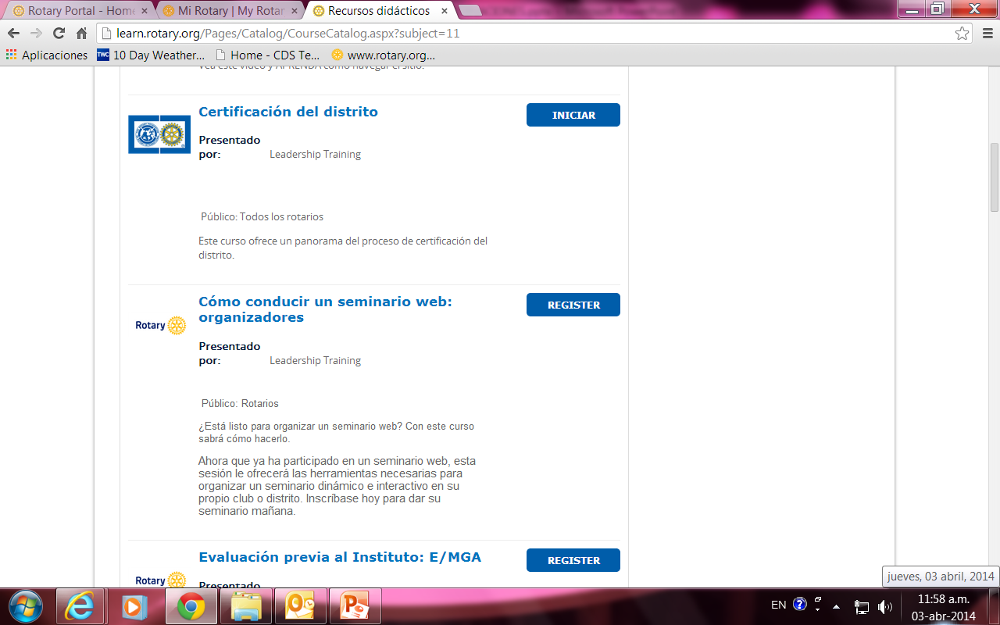 Rotary Portal - Home
Mi Rotary | My Rotar
Recursos didácticos
learn.rotary.org/Pages/Catalog/CourseCatalog.aspx?subject=11
Aplicaciones
TWC
10 Day Weather...
Home - CDS Te...
www.rotary.org...
Vea este video y APRENDA cómo navegar el sitio.
Certificación del distrito
INICIAR
Presentado
por:
Leadership Training
Público: Todos los rotarios
Este curso ofrece un panorama del proceso de certificación del
distrito.
Rotary
Cómo conducir un seminario web:
organizadores
REGISTER
Presentado
por:
Leadership Training
Público: Rotarios
¿Está listo para organizar un seminario web? Con este curso
sabrá cómo hacerlo.
Ahora que ya ha participado en un seminario web, esta
sesión le ofrecerá las herramientas necesarias para
organizar un seminario dinámico e interactivo en su
propio club o distrito. Inscríbase hoy para dar su
seminario mañana.
Rotary
Evaluación previa al Instituto: E/MGA
REGISTER
Presentado
jueves, 03 abril, 2014
EN
11:58 a.m.
03-abr-2014